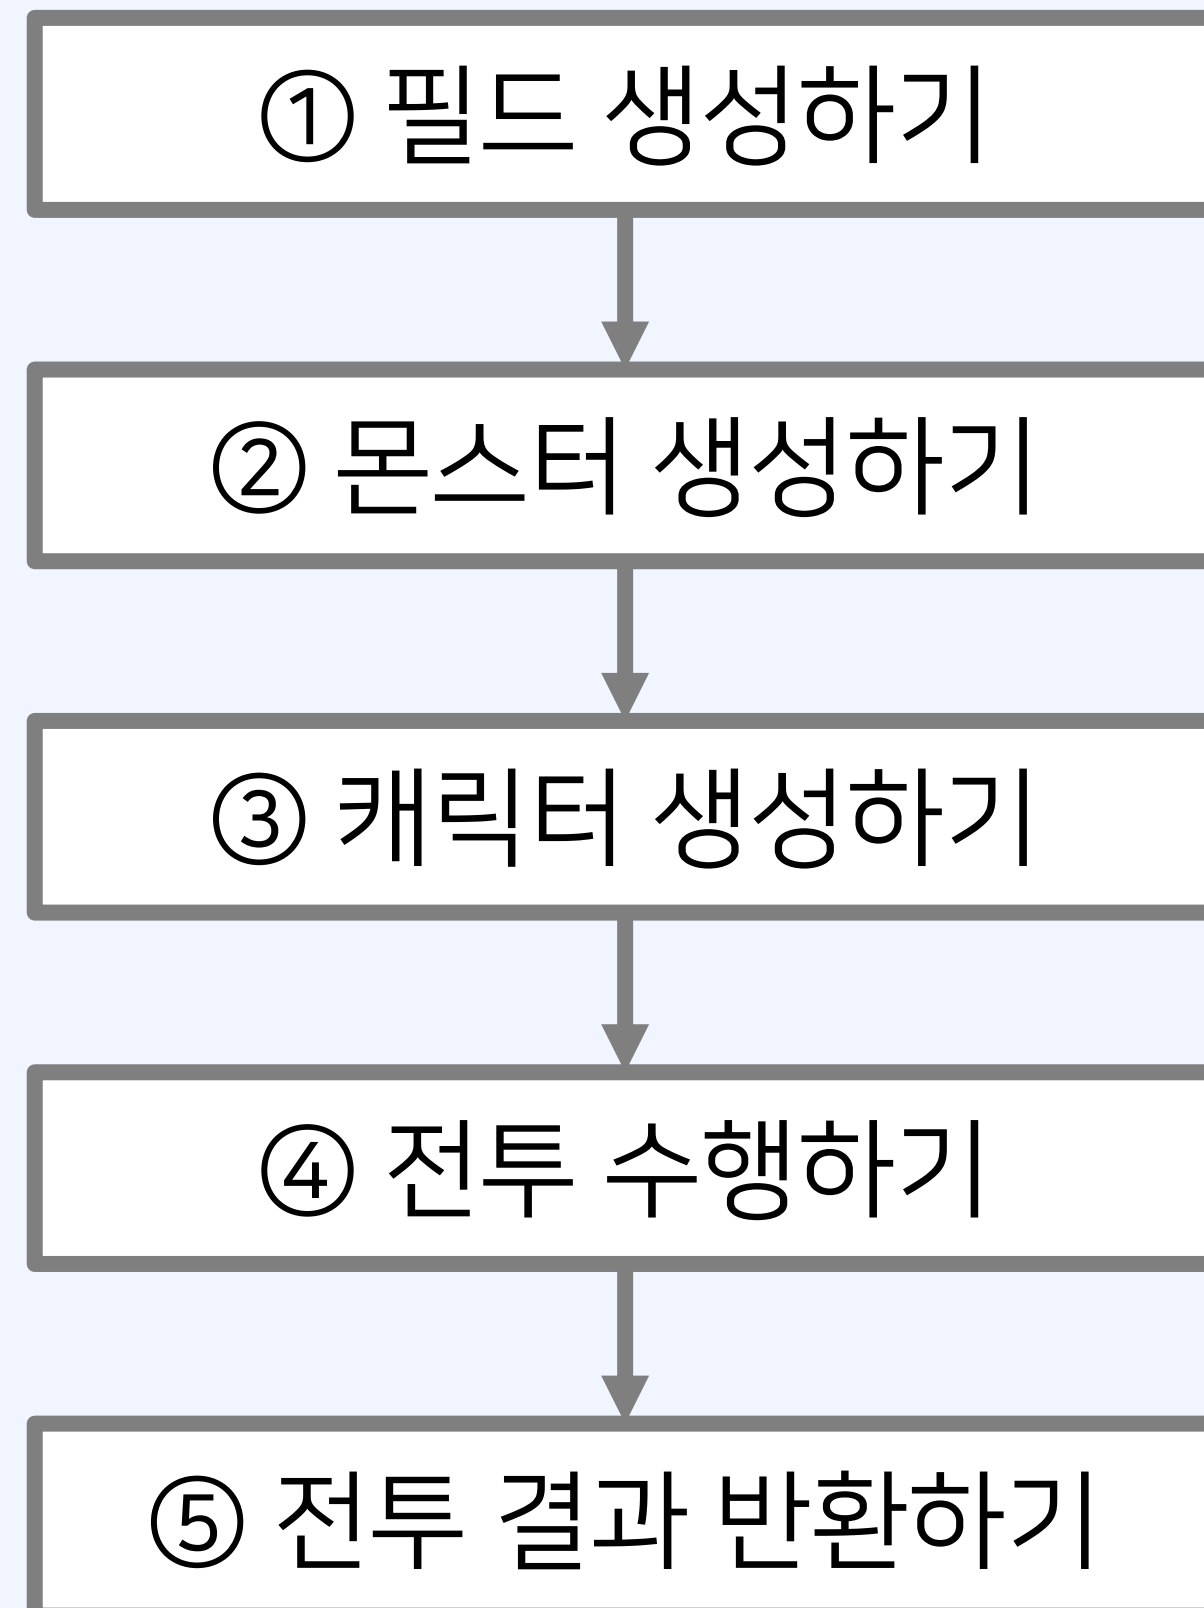 ① 필드 생성하기
② 몬스터 생성하기
③ 캐릭터 생성하기
④ 전투 수행하기
⑤ 전투 결과 반환하기